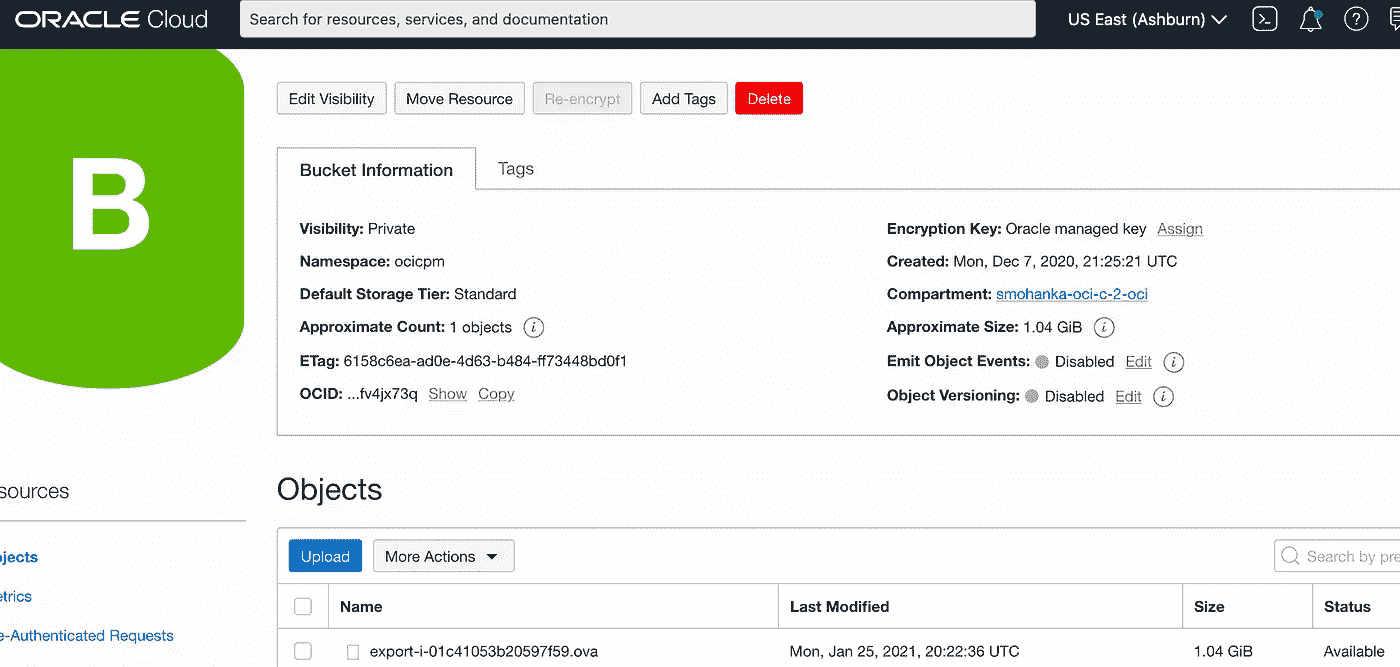 ORACLE Cloud
Search for resources, services, and documentation
US East (Ashburn)
B
Edit Visibility
Move Resource
Re-encrypt
Add Tags
Delete
Bucket Information
Tags
Visibility: Private
Namespace: ocicpm
Default Storage Tier: Standard
Approximate Count: 1 objects
ETag: 6158c6ea-ad0e-4d63-b484-ff73448bd0f1
OCID: ...fv4jx73q Show Copy
Encryption Key: Oracle managed key Assign
Created: Mon, Dec 7, 2020, 21:25:21 UTC
Compartment: smohanka-oci-c-2-oci
Approximate Size: 1.04 GiB
Emit Object Events: Disabled Edit
Object Versioning: Disabled Edit
sources
jects
etrics
e-Authenticated Requests
Objects
Upload
More Actions
Search by pre
Name Last Modified Size Status
export-i-01c41053b20597f59.ova Mon, Jan 25, 2021, 20:22:36 UTC 1.04 GiB Available